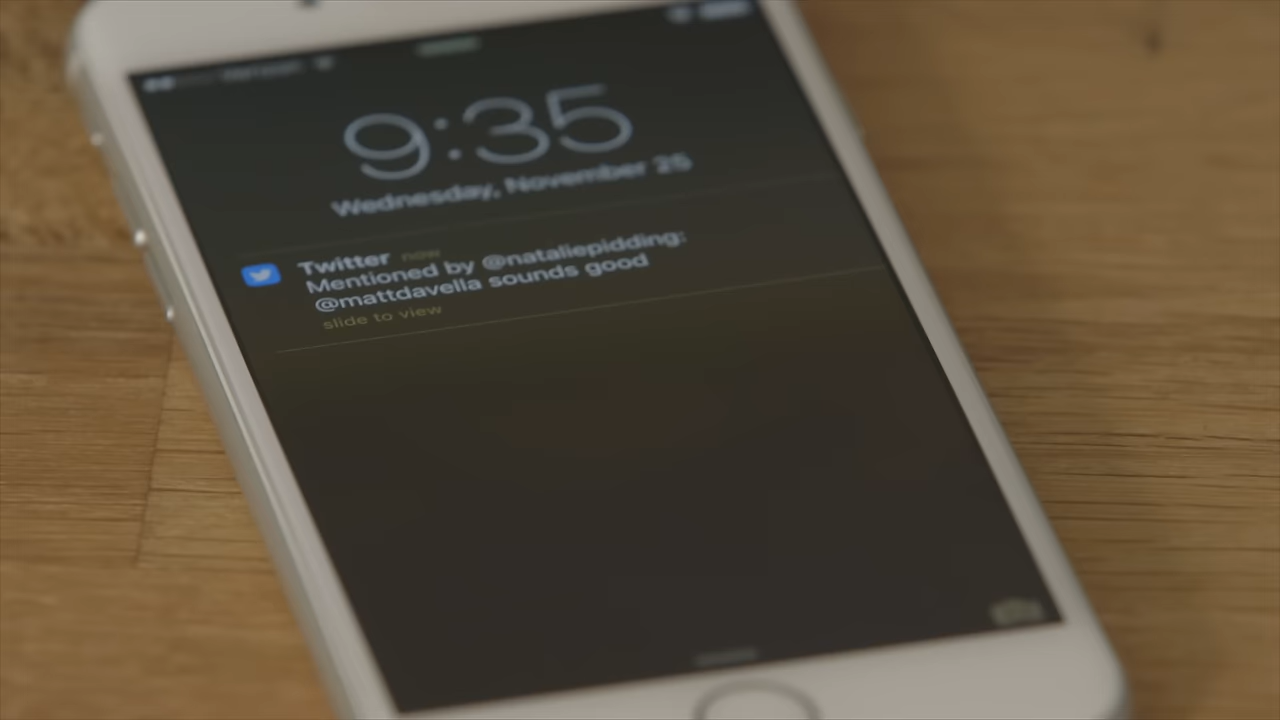 9:35
Wednesday, November 25
Twitter now
Mentioned by @nataliepidding:
@mattdavella sounds good
slide to view